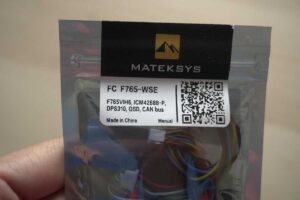 MATEKSYS
FC F765-WSE
F765VIH6, ICM42688-P,
DPS310, OSD, CAN bus
Made in China
Manual